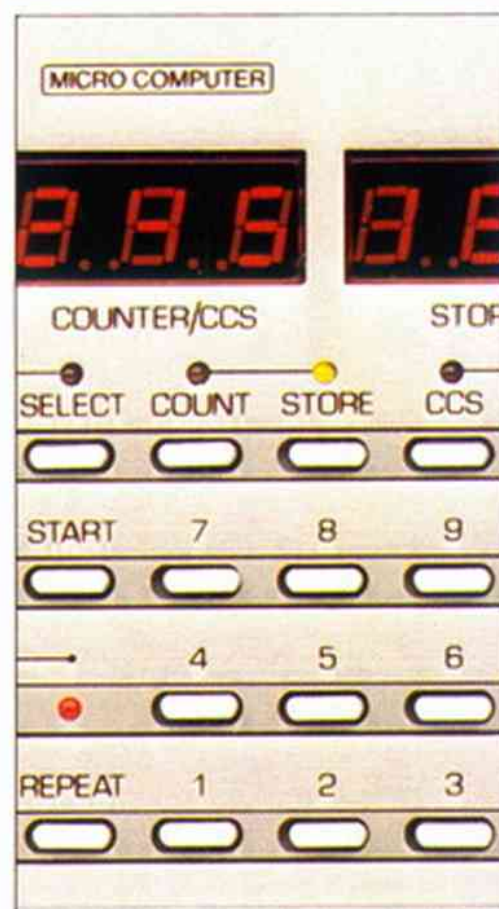 MICRO COMPUTER
COUNTER/CCS STOP
SELECT COUNT STORE CCS
START 7 8 9
4 5 6
REPEAT 1 2 3